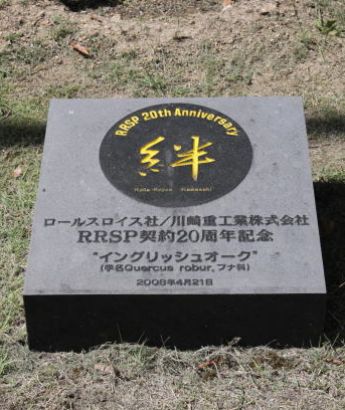 RRSP 20th Anniversary
絆
Rolls-Royce Kawasaki
ロールスロイス社/川崎重工業株式会社
RRSP契約20周年記念
"イングリッシュオーク"
(学名Quercus robur, ブナ科)
2008年4月21日